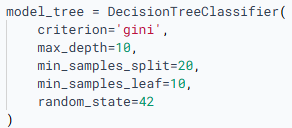 model_tree = DecisionTreeClassifier(
    criterion='gini',
    max_depth=10,
    min_samples_split=20,
    min_samples_leaf=10,
    random_state=42
)